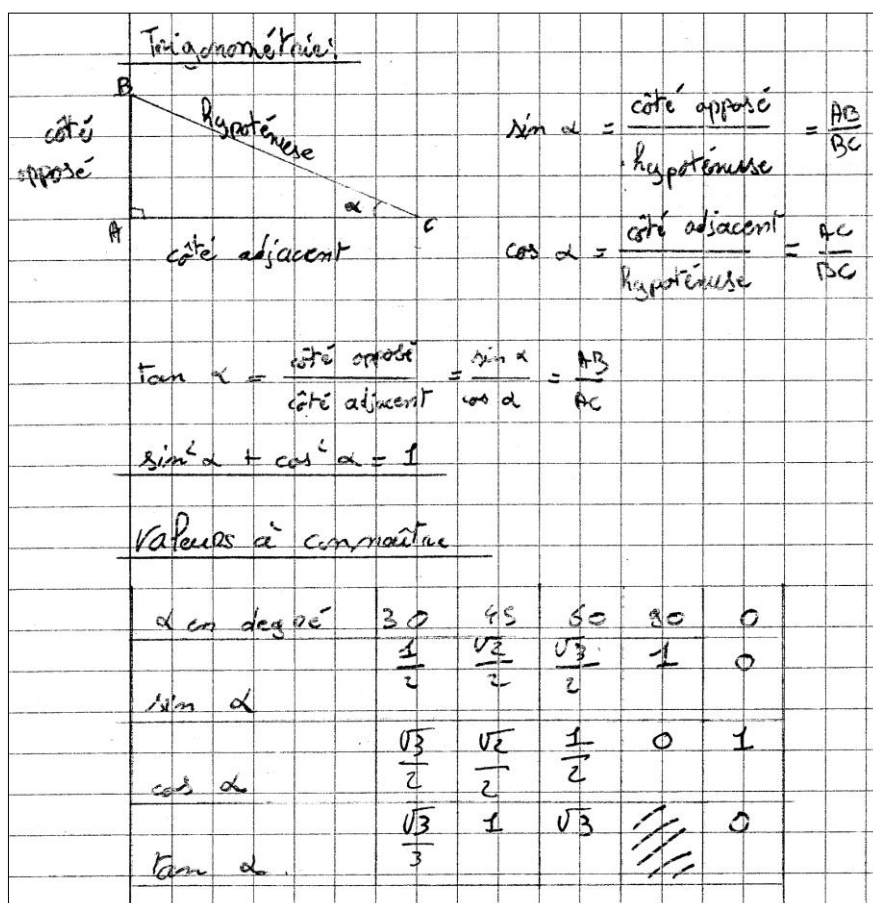 Trigonométrie:
B
côté
opposé
hypoténuse
A
α
C
côté adjacent
sin α = côté opposé / hypoténuse = AB / BC
cos α = côté adjacent / hypoténuse = AC / BC
tan α = côté opposé / côté adjacent = sin α / cos α = AB / AC
sin² α + cos² α = 1
Valeurs à connaître
α en degré 30 45 60 90 0
sin α 1/2 √2/2 √3/2 1 0
cos α √3/2 √2/2 1/2 0 1
tan α √3/3 1 √3 0